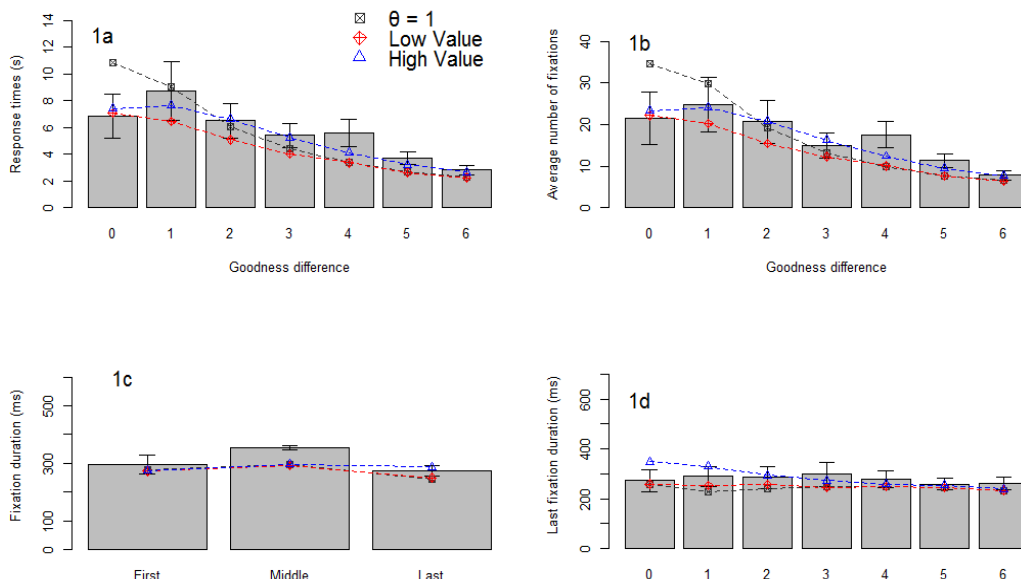 1a
θ = 1
Low Value
High Value
Response times (s)
14
12
10
8
6
4
2
0
0 1 2 3 4 5 6
Goodness difference
1b
Average number of fixations
40
30
20
10
0
0 1 2 3 4 5 6
Goodness difference
1c
Fixation duration (ms)
500
300
100
0
First Middle Last
1d
Last fixation duration (ms)
600
400
200
0
0 1 2 3 4 5 6